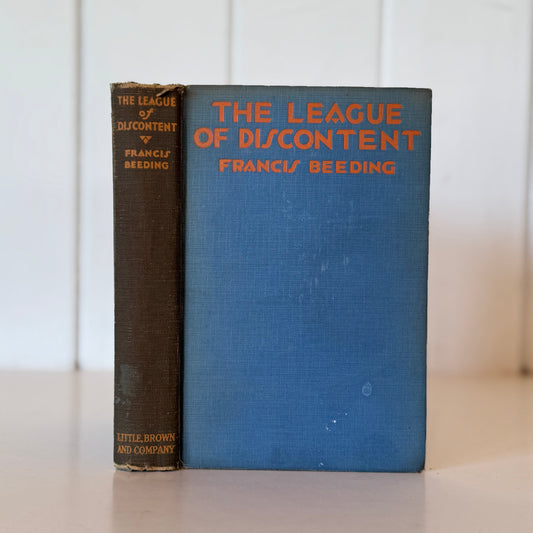 THE LEAGUE
of
DISCONTENT
FRANCIS
BEEDING
LITTLE, BROWN
AND COMPANY
THE LEAGUE
OF DISCONTENT
FRANCIS BEEDING